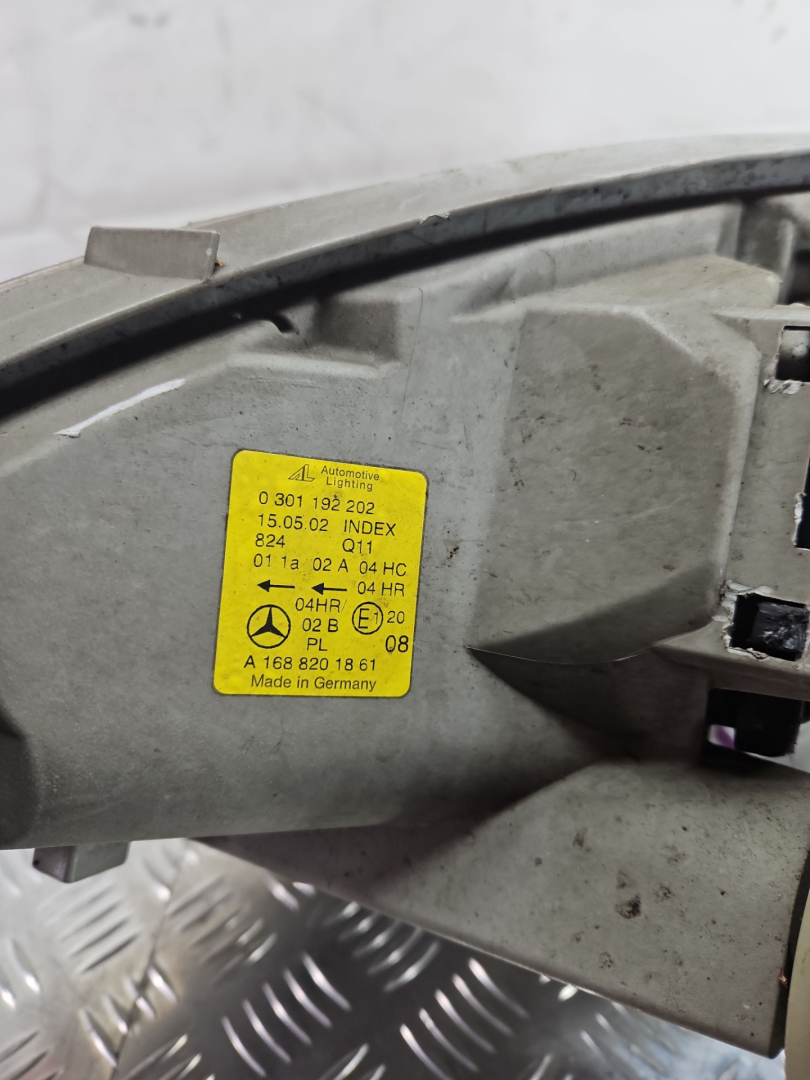 Automotive
Lighting
0 301 192 202
15.05.02 INDEX
824 Q11
01 1a 02 A 04 HC
04 HR
04HR/ E1 20
02 B
PL 08
A 168 820 18 61
Made in Germany